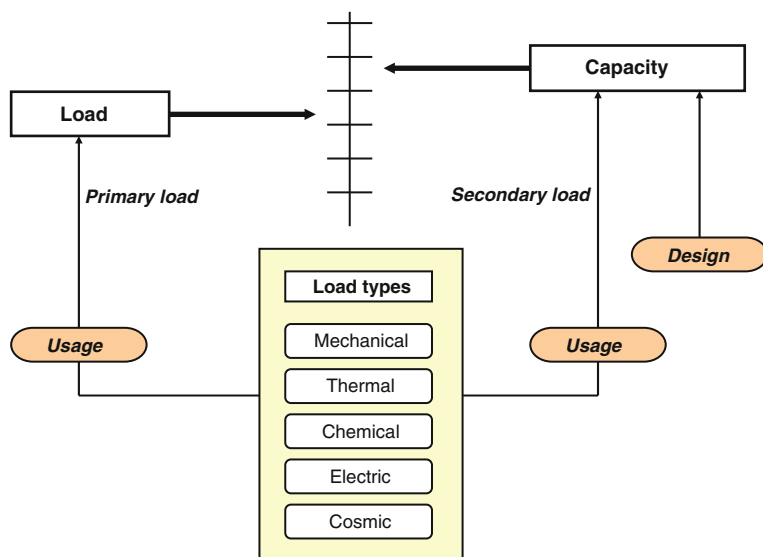 Capacity
Load
Primary load
Secondary load
Design
Load types
Usage
Mechanical
Usage
Thermal
Chemical
Electric
Cosmic